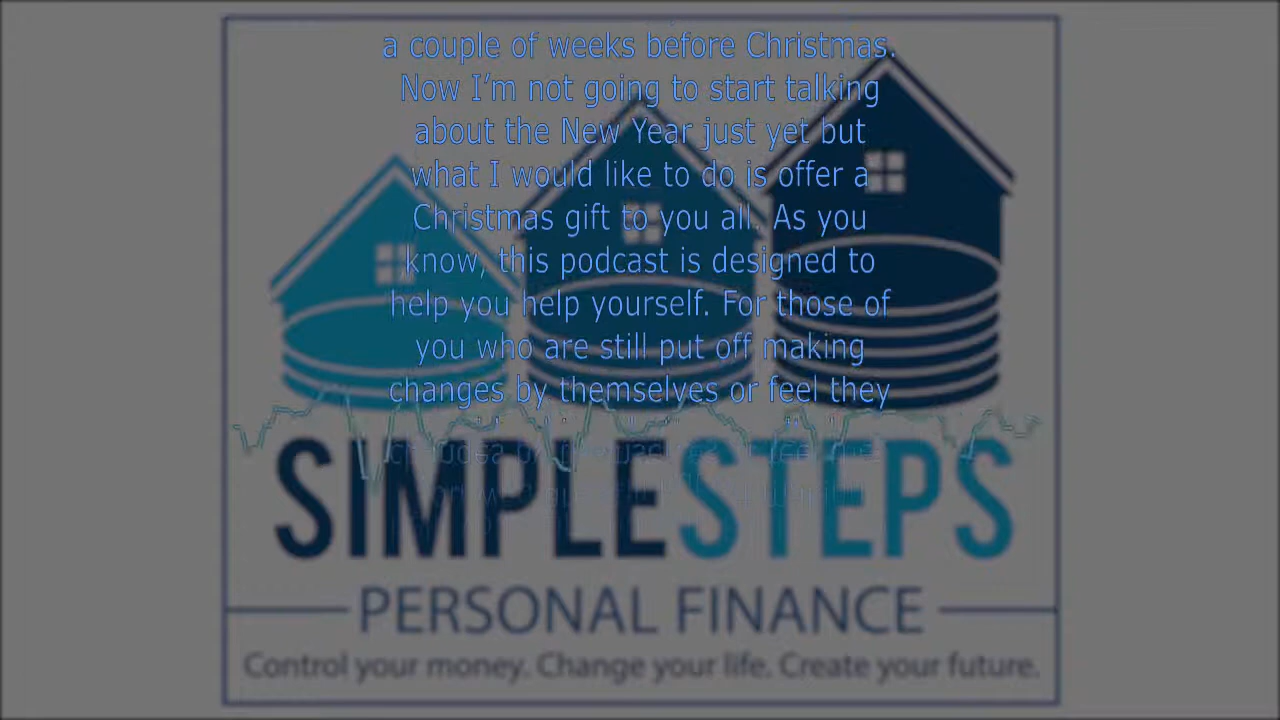 a couple of weeks before Christmas.
Now I'm not going to start talking
about the New Year just yet but
what I would like to do is offer a
Christmas gift to you all. As you
know, this podcast is designed to
help you help yourself. For those of
you who are still put off making
changes by themselves or feel they
SIMPLESTEPS
PERSONAL FINANCE
Control your money. Change your life. Create your future.